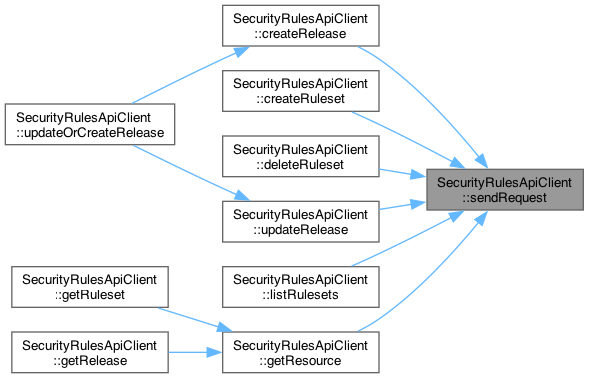 SecurityRulesApiClient
::createRelease
SecurityRulesApiClient
::createRuleset
SecurityRulesApiClient
::updateOrCreateRelease
SecurityRulesApiClient
::deleteRuleset
SecurityRulesApiClient
::sendRequest
SecurityRulesApiClient
::updateRelease
SecurityRulesApiClient
::getRuleset
SecurityRulesApiClient
::listRulesets
SecurityRulesApiClient
::getRelease
SecurityRulesApiClient
::getResource